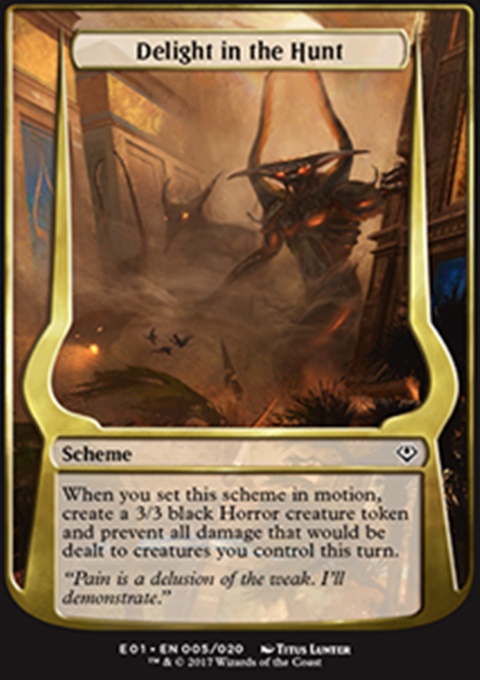 Delight in the Hunt
Scheme
When you set this scheme in motion,
create a 3/3 black Horror creature token
and prevent all damage that would be
dealt to creatures you control this turn.
“Pain is a delusion of the weak. I’ll
demonstrate.”
E01 • EN 005/020 Titus Lunter
™ & © 2017 Wizards of the Coast